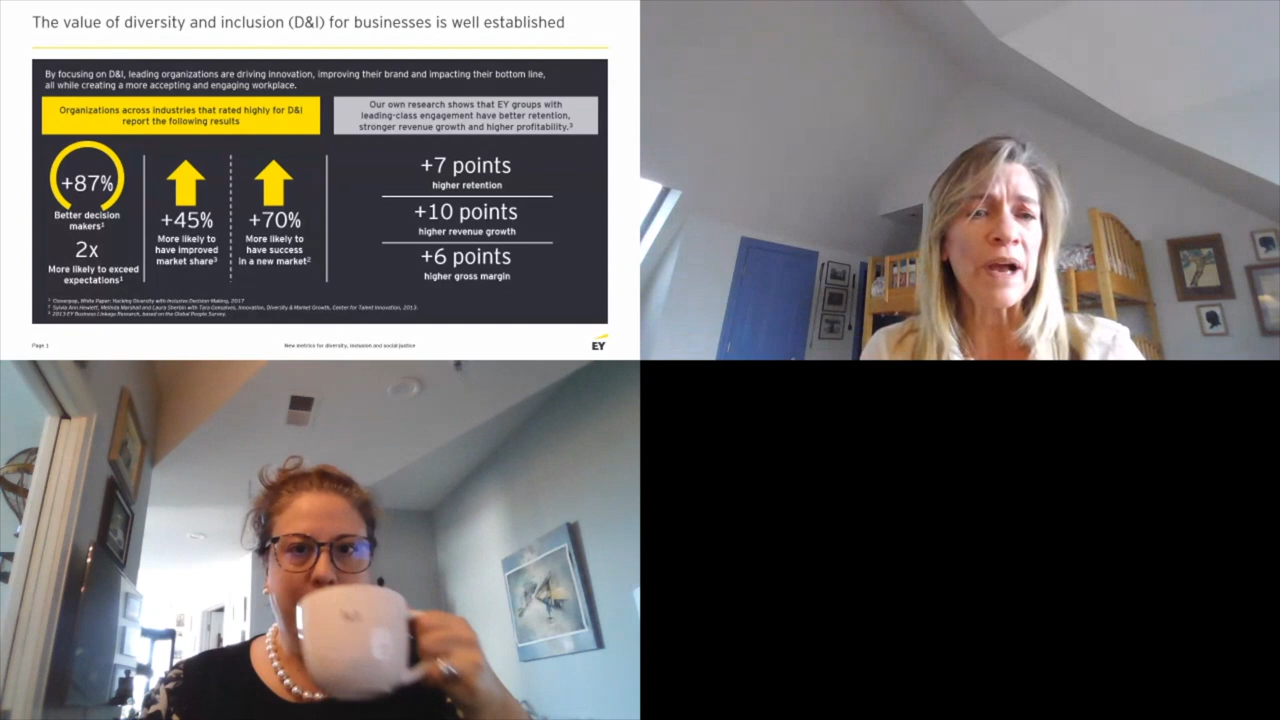 The value of diversity and inclusion (D&I) for businesses is well established
By focusing on D&I, leading organizations are driving innovation, improving their brand and impacting their bottom line,
all while creating a more accepting and engaging workplace.
Organizations across industries that rated highly for D&I
report the following results
Our own research shows that EY groups with
leading-class engagement have better retention,
stronger revenue growth and higher profitability.³
+87%
Better decision
makers¹
2x
More likely to exceed
expectations¹
+45%
More likely to
have improved
market share³
+70%
More likely to
have success
in a new market²
+7 points
higher retention
+10 points
higher revenue growth
+6 points
higher gross margin
¹ Cloverpop, White Paper: Hacking Diversity with Inclusive Decision-Making, 2017
² Sylvia Ann Hewlett, Melinda Marshall and Laura Sherbin with Tara Gonsalves, Innovation, Diversity & Market Growth, Center for Talent Innovation, 2013.
³ 2013 EY Business Linkage Research, based on the Global People Survey.
Page 1
New metrics for diversity, inclusion and social justice
EY